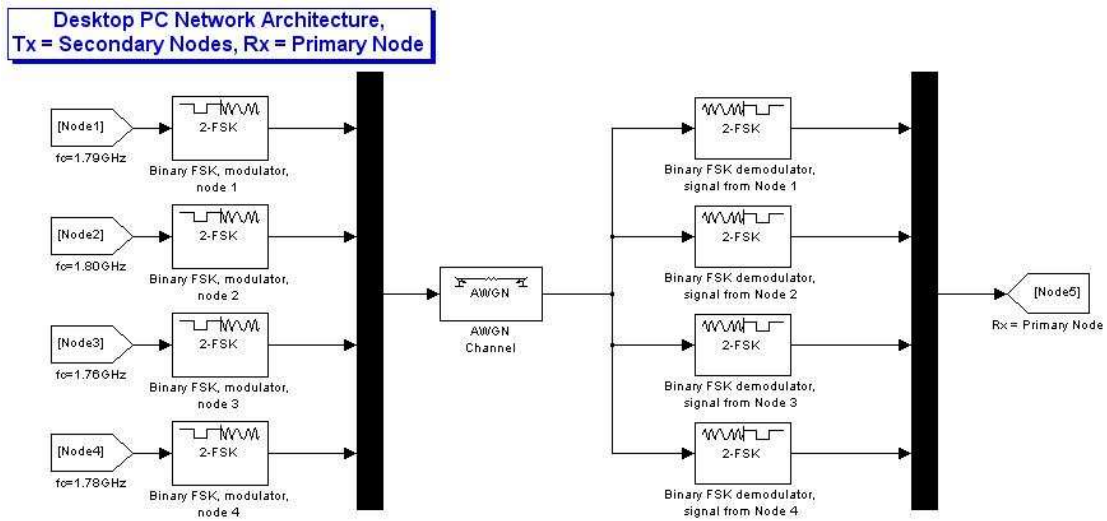 Desktop PC Network Architecture,
Tx = Secondary Nodes, Rx = Primary Node
[Node1]
fc=1.79GHz
2-FSK
Binary FSK, modulator,
node 1
[Node2]
fc=1.80GHz
2-FSK
Binary FSK, modulator,
node 2
[Node3]
fc=1.76GHz
2-FSK
Binary FSK, modulator,
node 3
[Node4]
fc=1.78GHz
2-FSK
Binary FSK, modulator,
node 4
AWGN
AWGN
Channel
2-FSK
Binary FSK demodulator,
signal from Node 1
2-FSK
Binary FSK demodulator,
signal from Node 2
2-FSK
Binary FSK demodulator,
signal from Node 3
2-FSK
Binary FSK demodulator,
signal from Node 4
[Node5]
Rx = Primary Node